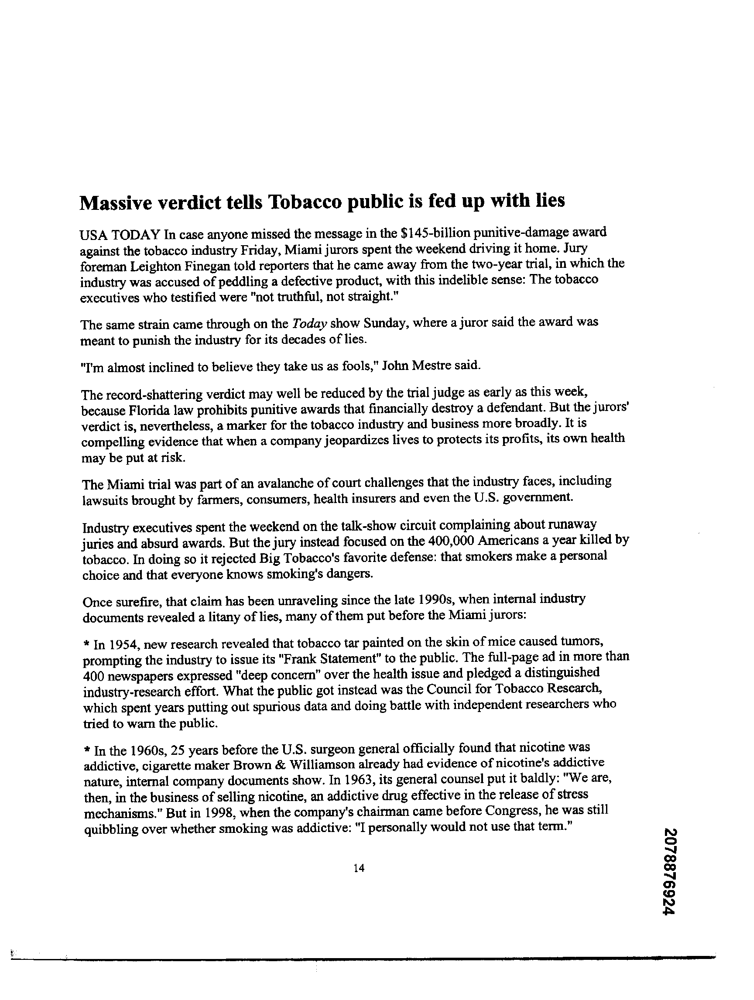 Massive verdict tells Tobacco public is fed up with lies
USA TODAY In case anyone missed the message in the $145-billion punitive-damage award
against the tobacco industry Friday, Miami jurors spent the weekend driving it home. Jury
foreman Leighton Finegan told reporters that he came away from the two-year trial, in which the
industry was accused of peddling a defective product, with this indelible sense: The tobacco
executives who testified were "not truthful, not straight."
The same strain came through on the Today show Sunday, where a juror said the award was
meant to punish the industry for its decades of lies.
"I'm almost inclined to believe they take us as fools," John Mestre said.
The record-shattering verdict may well be reduced by the trial judge as early as this week,
because Florida law prohibits punitive awards that financially destroy a defendant. But the jurors'
verdict is, nevertheless, a marker for the tobacco industry and business more broadly. It is
compelling evidence that when a company jeopardizes lives to protects its profits, its own health
may be put at risk.
The Miami trial was part of an avalanche of court challenges that the industry faces, including
lawsuits brought by farmers, consumers, health insurers and even the U.S. government.
Industry executives spent the weekend on the talk-show circuit complaining about runaway
juries and absurd awards. But the jury instead focused on the 400,000 Americans a year killed by
tobacco. In doing so it rejected Big Tobacco's favorite defense: that smokers make a personal
choice and that everyone knows smoking's dangers.
Once surefire, that claim has been unraveling since the late 1990s, when internal industry
documents revealed a litany of lies, many of them put before the Miami jurors:
* In 1954, new research revealed that tobacco tar painted on the skin of mice caused tumors,
prompting the industry to issue its "Frank Statement" to the public. The full-page ad in more than
400 newspapers expressed "deep concern" over the health issue and pledged a distinguished
industry-research effort. What the public got instead was the Council for Tobacco Research,
which spent years putting out spurious data and doing battle with independent researchers who
tried to warn the public.
* In the 1960s, 25 years before the U.S. surgeon general officially found that nicotine was
addictive, cigarette maker Brown & Williamson already had evidence of nicotine's addictive
nature, internal company documents show. In 1963, its general counsel put it baldly: "We are,
then, in the business of selling nicotine, an addictive drug effective in the release of stress
mechanisms." But in 1998, when the company's chairman came before Congress, he was still
quibbling over whether smoking was addictive: "I personally would not use that term."
14
2078876924